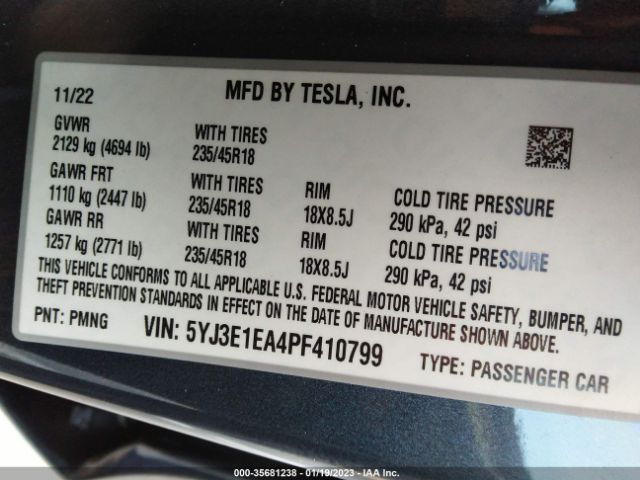 11/22 MFD BY TESLA, INC.
GVWR
2129 kg (4694 lb) WITH TIRES 235/45R18
GAWR FRT
1110 kg (2447 lb) WITH TIRES 235/45R18 RIM 18X8.5J COLD TIRE PRESSURE 290 kPa, 42 psi
GAWR RR
1257 kg (2771 lb) WITH TIRES 235/45R18 RIM 18X8.5J COLD TIRE PRESSURE 290 kPa, 42 psi
THIS VEHICLE CONFORMS TO ALL APPLICABLE U.S. FEDERAL MOTOR VEHICLE SAFETY, BUMPER, AND
THEFT PREVENTION STANDARDS IN EFFECT ON THE DATE OF MANUFACTURE SHOWN ABOVE.
PNT: PMNG VIN: 5YJ3E1EA4PF410799 TYPE: PASSENGER CAR
000-35681238 - 01/19/2023 - IAA Inc.